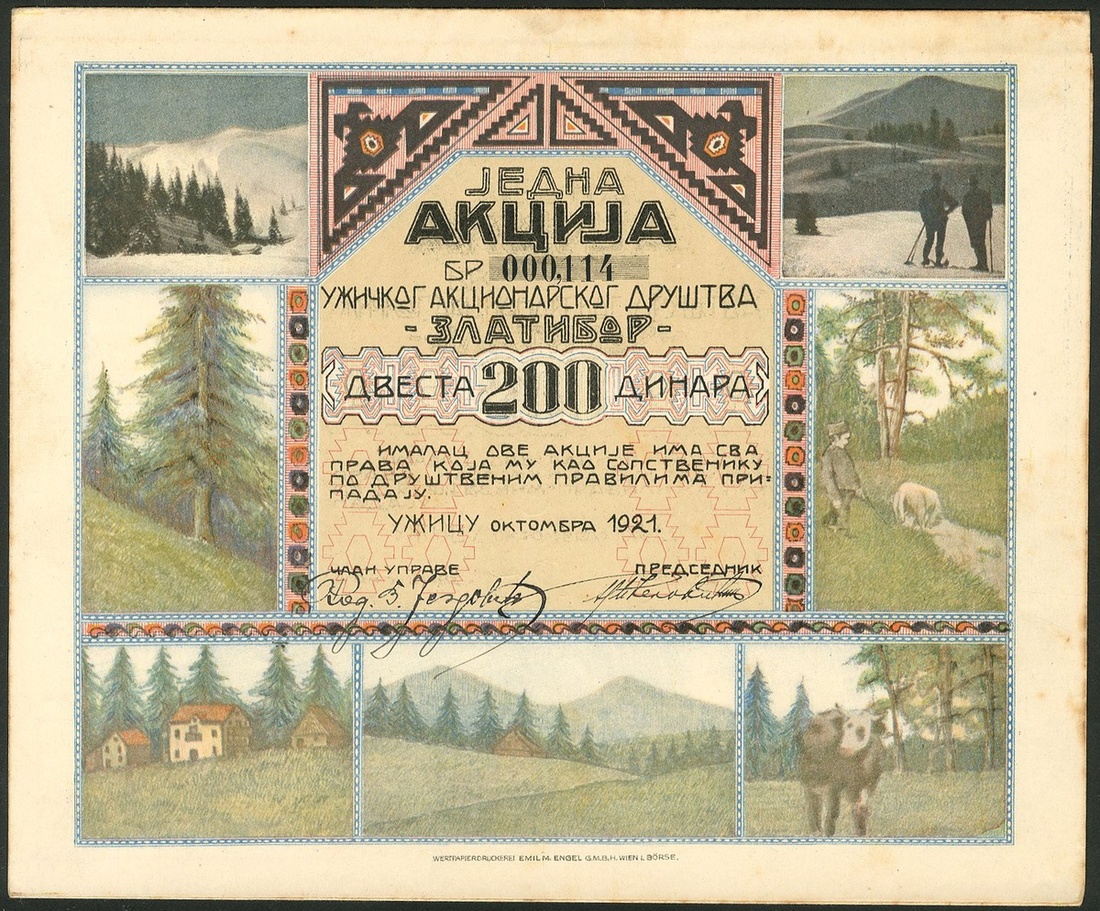 ЈЕДНА
АКЦИЈА
БР 000,114
УЖИЧКОГ АКЦИОНАРСКОГ ДРУШТВА
- ЗЛАТИБОР -
ДВЕСТА 200 ДИНАРА
ИМАЛАЦ ОВЕ АКЦИЈЕ ИМА СВА
ПРАВА КОЈА МУ КАО СОПСТВЕНИКУ
ПО ДРУШТВЕНИМ ПРАВИЛИМА ПРИ-
ПАДАЈУ.
УЖИЦУ ОКТОМБРА 1921.
ЧЛАН УПРАВЕ ПРЕДСЕДНИК
WERTPAPIERDRUCKEREI EMIL M. ENGEL G.M.B.H. WIEN I. BÖRSE.